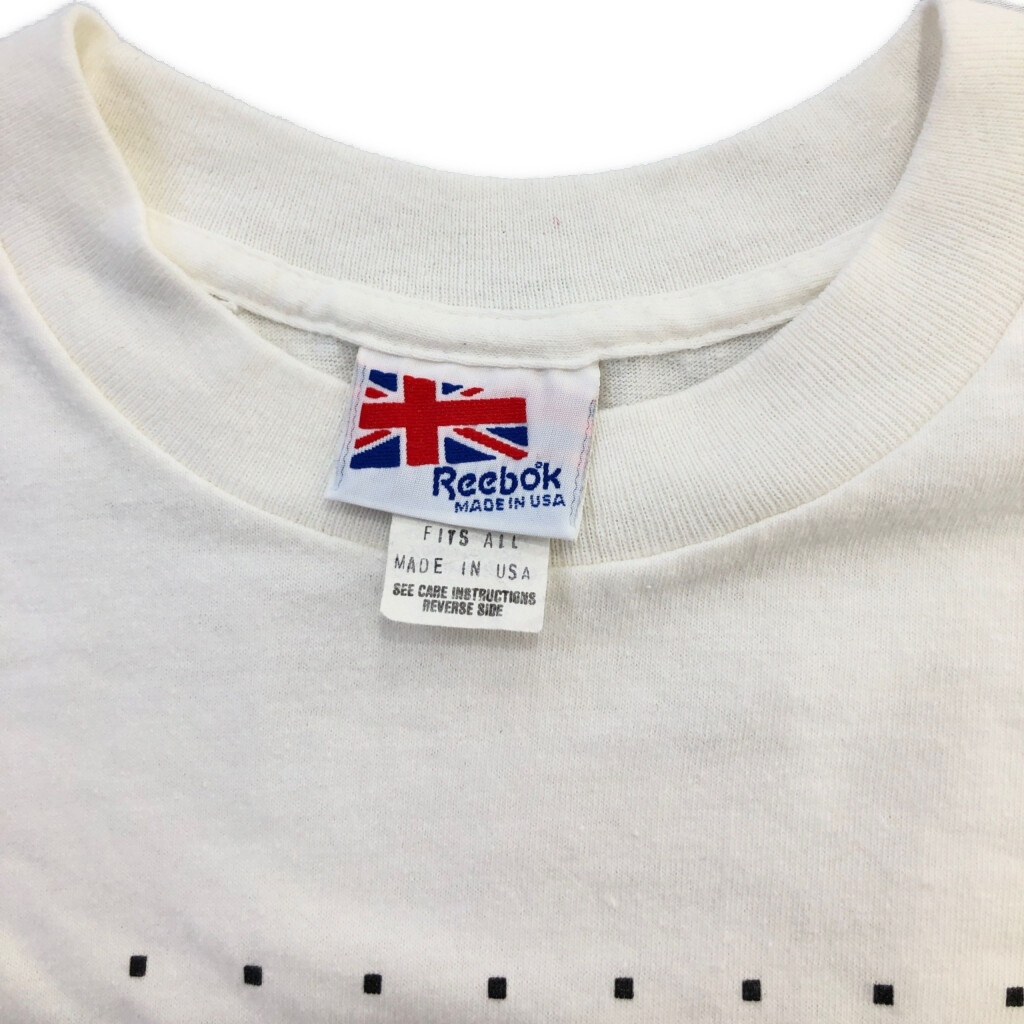 Reebok
MADE IN USA
FITS ALL
MADE IN USA
SEE CARE INSTRUCTIONS
REVERSE SIDE